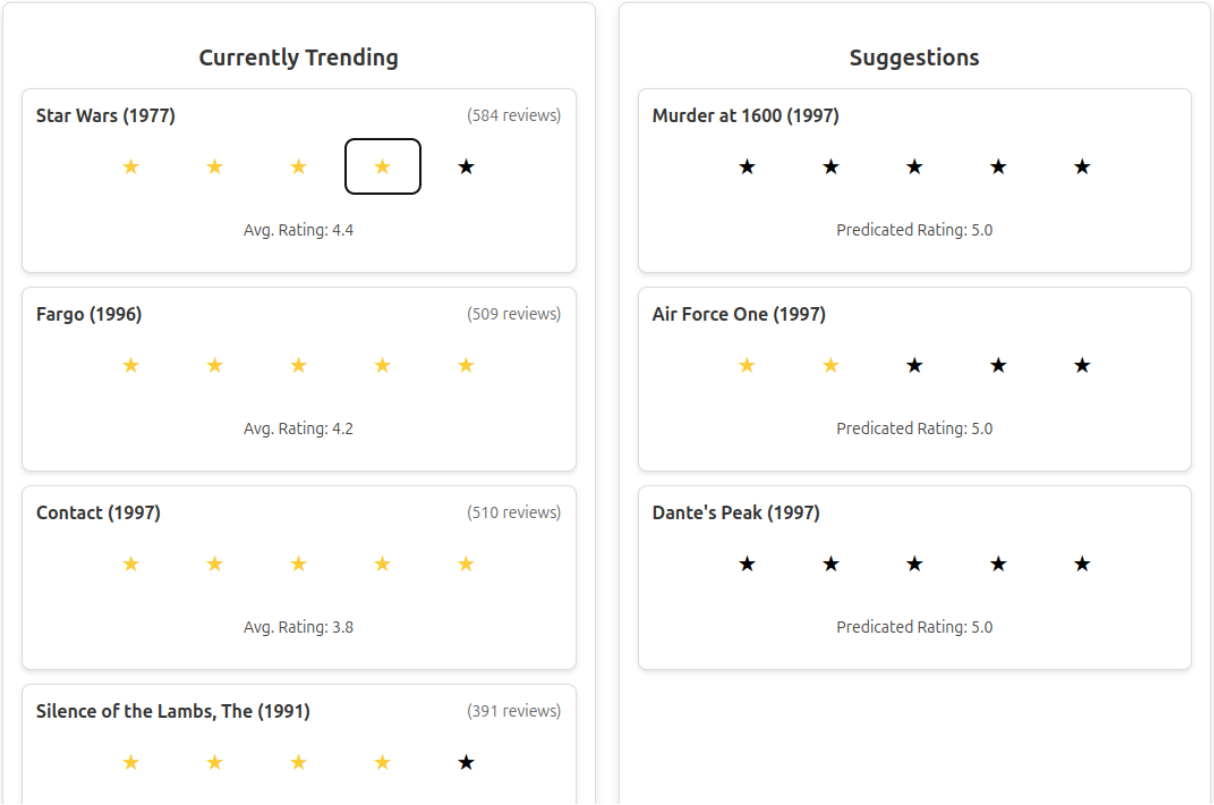 Currently Trending
Star Wars (1977)
(584 reviews)
★ ★ ★ ★ ★
Avg. Rating: 4.4
Fargo (1996)
(509 reviews)
★ ★ ★ ★ ★
Avg. Rating: 4.2
Contact (1997)
(510 reviews)
★ ★ ★ ★ ★
Avg. Rating: 3.8
Silence of the Lambs, The (1991)
(391 reviews)
★ ★ ★ ★ ★
Suggestions
Murder at 1600 (1997)
★ ★ ★ ★ ★
Predicated Rating: 5.0
Air Force One (1997)
★ ★ ★ ★ ★
Predicated Rating: 5.0
Dante's Peak (1997)
★ ★ ★ ★ ★
Predicated Rating: 5.0